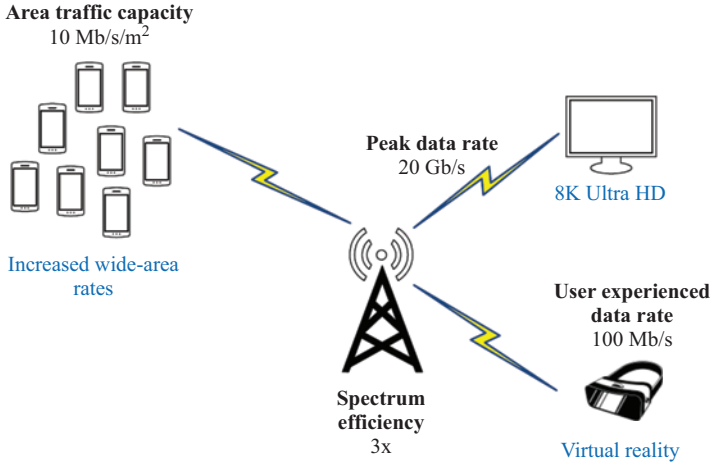 Area traffic capacity
10 Mb/s/m²
Peak data rate
20 Gb/s
8K Ultra HD
Increased wide-area
rates
User experienced
data rate
100 Mb/s
Spectrum
efficiency
3x
Virtual reality